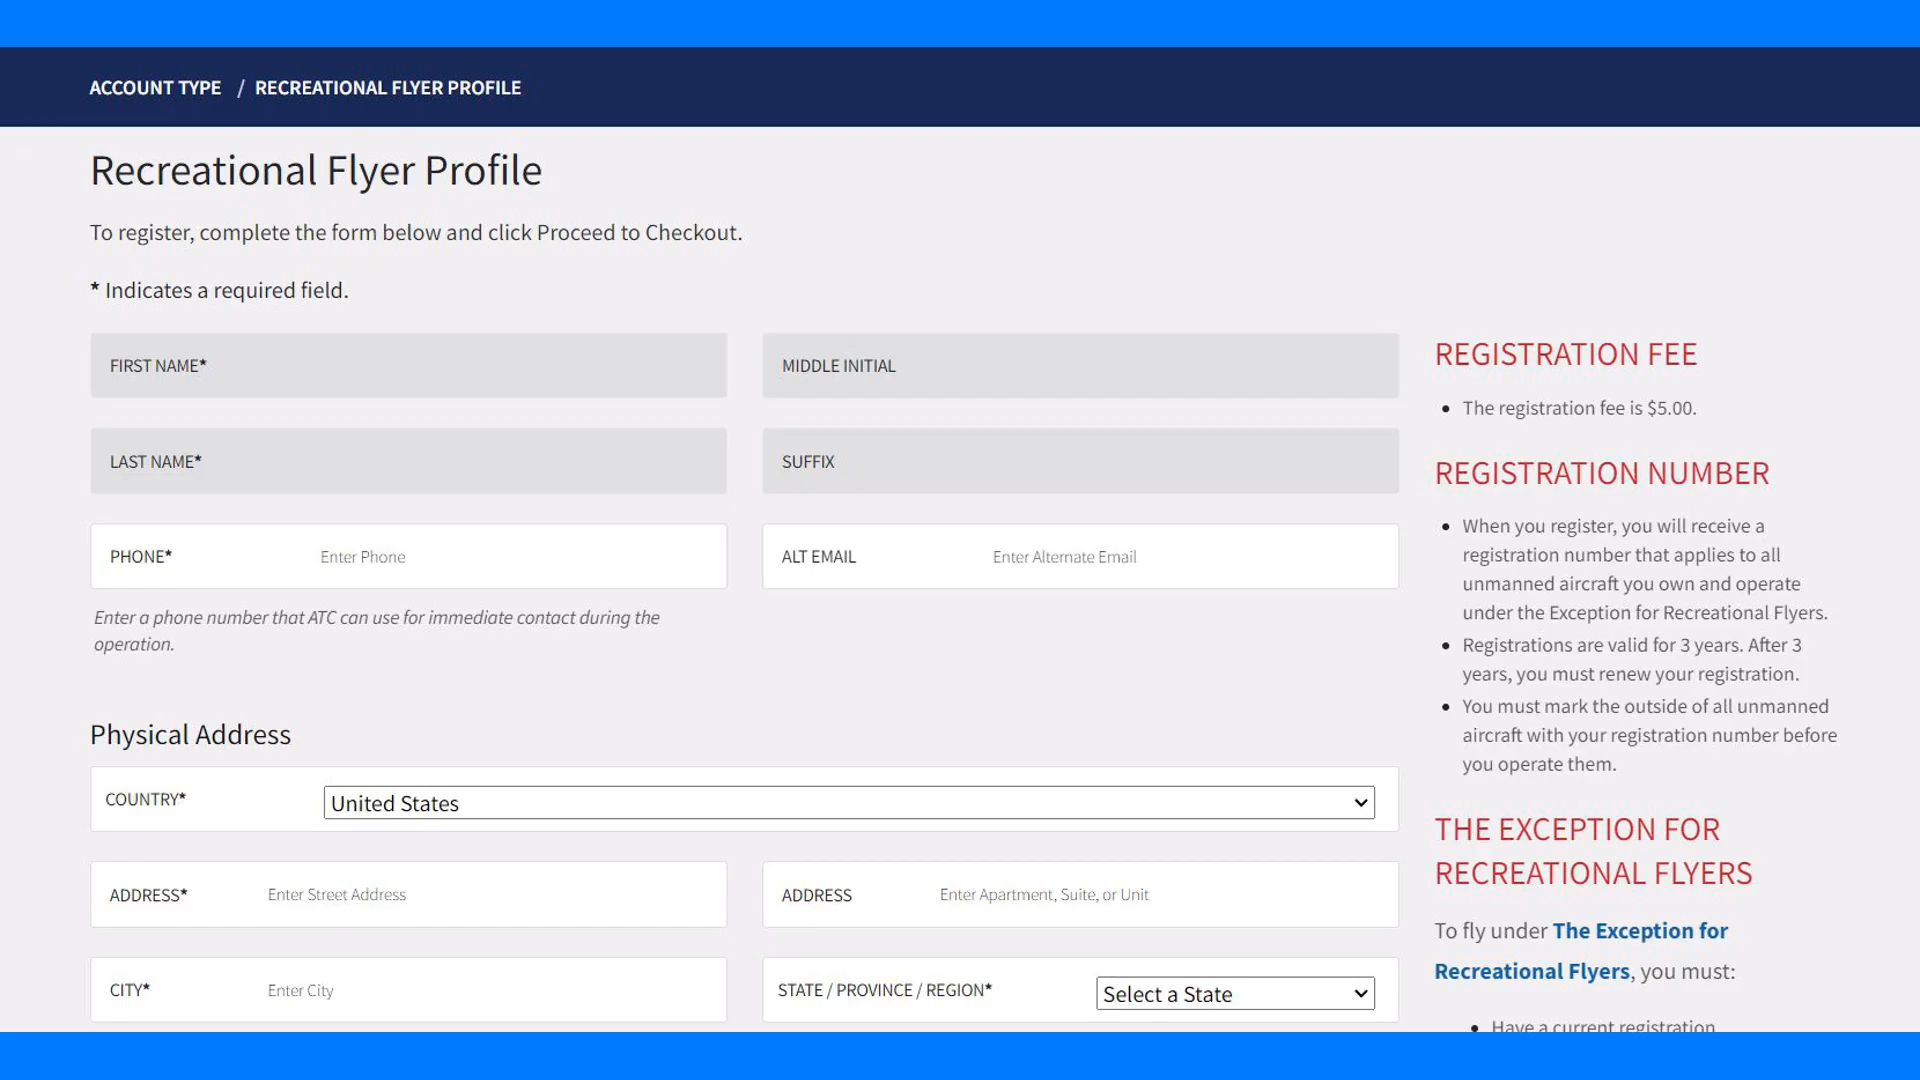 ACCOUNT TYPE / RECREATIONAL FLYER PROFILE
Recreational Flyer Profile
To register, complete the form below and click Proceed to Checkout.
* Indicates a required field.
FIRST NAME*
MIDDLE INITIAL
LAST NAME*
SUFFIX
PHONE* Enter Phone
ALT EMAIL Enter Alternate Email
Enter a phone number that ATC can use for immediate contact during the
operation.
Physical Address
COUNTRY* United States
ADDRESS* Enter Street Address
ADDRESS Enter Apartment, Suite, or Unit
CITY* Enter City
STATE / PROVINCE / REGION* Select a State
REGISTRATION FEE
• The registration fee is $5.00.
REGISTRATION NUMBER
• When you register, you will receive a
registration number that applies to all
unmanned aircraft you own and operate
under the Exception for Recreational Flyers.
• Registrations are valid for 3 years. After 3
years, you must renew your registration.
• You must mark the outside of all unmanned
aircraft with your registration number before
you operate them.
THE EXCEPTION FOR
RECREATIONAL FLYERS
To fly under The Exception for
Recreational Flyers, you must:
• Have a current registration